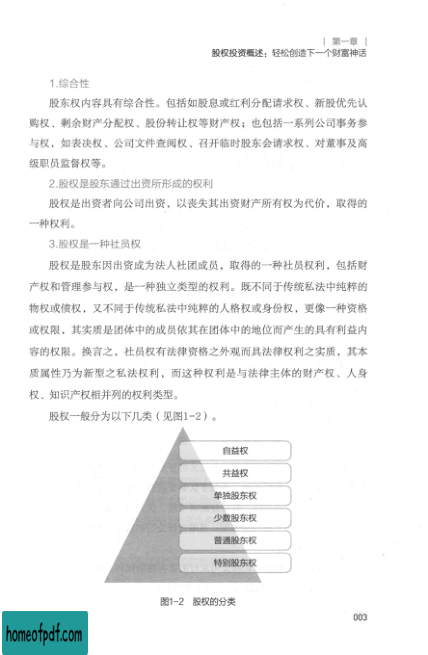 | 第一章 |
股权投资概述：轻松创造下一个财富神话
1.综合性
股东权内容具有综合性。包括如股息或红利分配请求权、新股优先认
购权、剩余财产分配权、股份转让权等财产权；也包括一系列公司事务参
与权，如表决权、公司文件查阅权、召开临时股东会请求权、对董事及高
级职员监督权等。
2.股权是股东通过出资所形成的权利
股权是出资者向公司出资，以丧失其出资财产所有权为代价，取得的
一种权利。
3.股权是一种社员权
股权是股东因出资成为法人社团成员，取得的一种社员权利，包括财
产权和管理参与权，是一种独立类型的权利。既不同于传统私法中纯粹的
物权或债权，又不同于传统私法中纯粹的人格权或身份权，更像一种资格
或权限，其实质是团体中的成员依其在团体中的地位而产生的具有利益内
容的权限。换言之，社员权有法律资格之外观而具法律权利之实质，其本
质属性乃为新型之私法权利，而这种权利是与法律主体的财产权、人身
权、知识产权相并列的权利类型。
股权一般分为以下几类（见图1-2）。
自益权
共益权
单独股东权
少数股东权
普通股东权
特别股东权
图1-2 股权的分类
003
homeofpdf.com